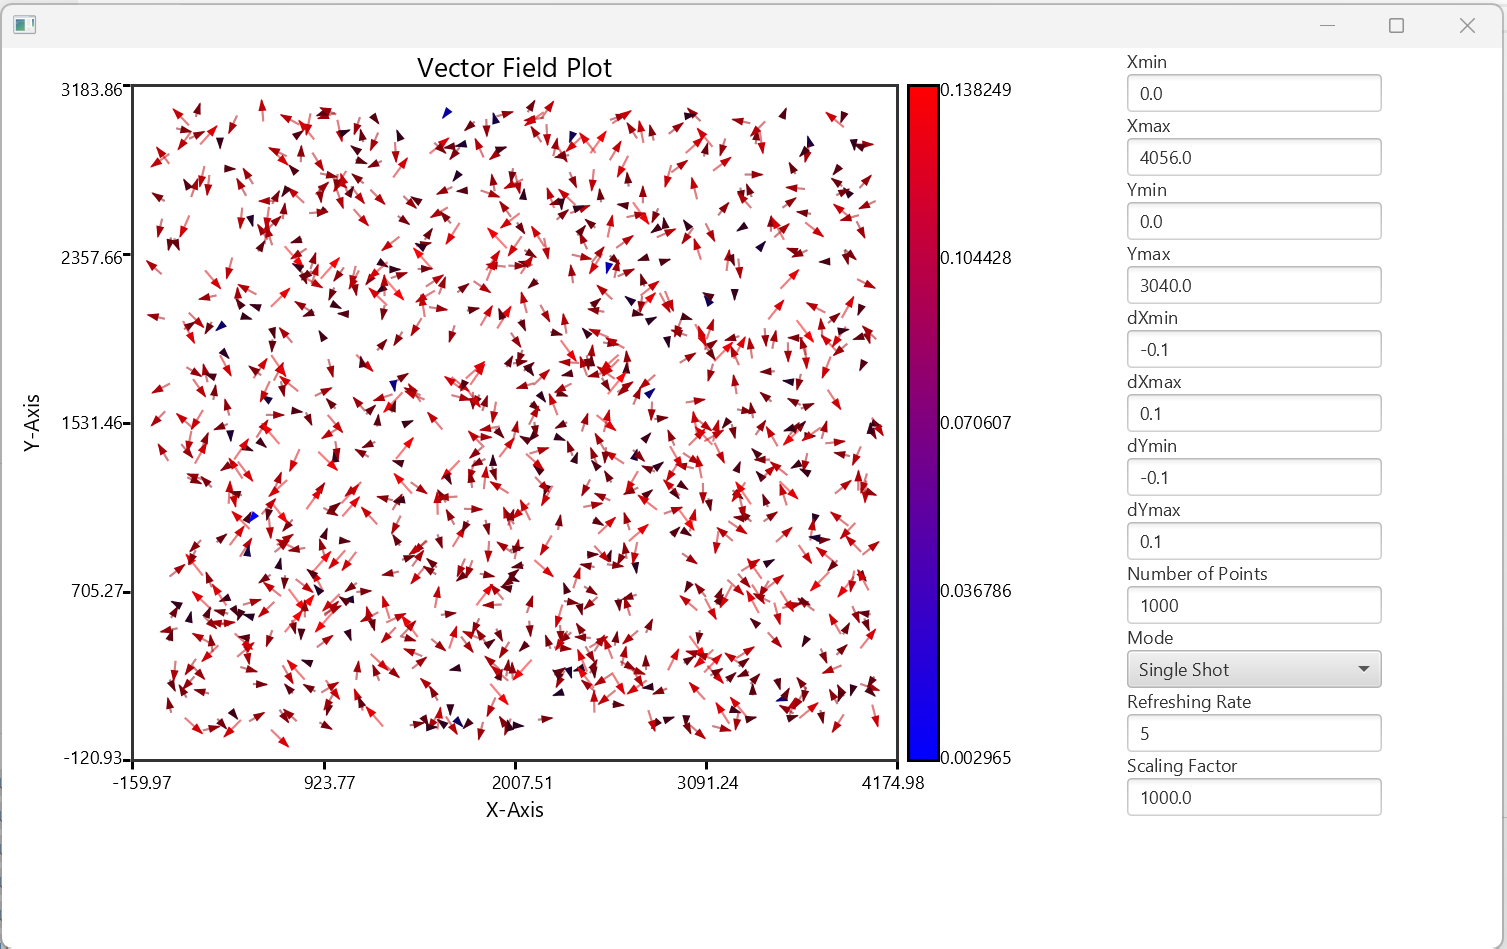 Vector Field Plot
3183.86
2357.66
1531.46
705.27
-120.93
Y-Axis
-159.97
923.77
2007.51
3091.24
4174.98
X-Axis
0.138249
0.104428
0.070607
0.036786
0.002965
Xmin
0.0
Xmax
4056.0
Ymin
0.0
Ymax
3040.0
dXmin
-0.1
dXmax
0.1
dYmin
-0.1
dYmax
0.1
Number of Points
1000
Mode
Single Shot
Refreshing Rate
5
Scaling Factor
1000.0